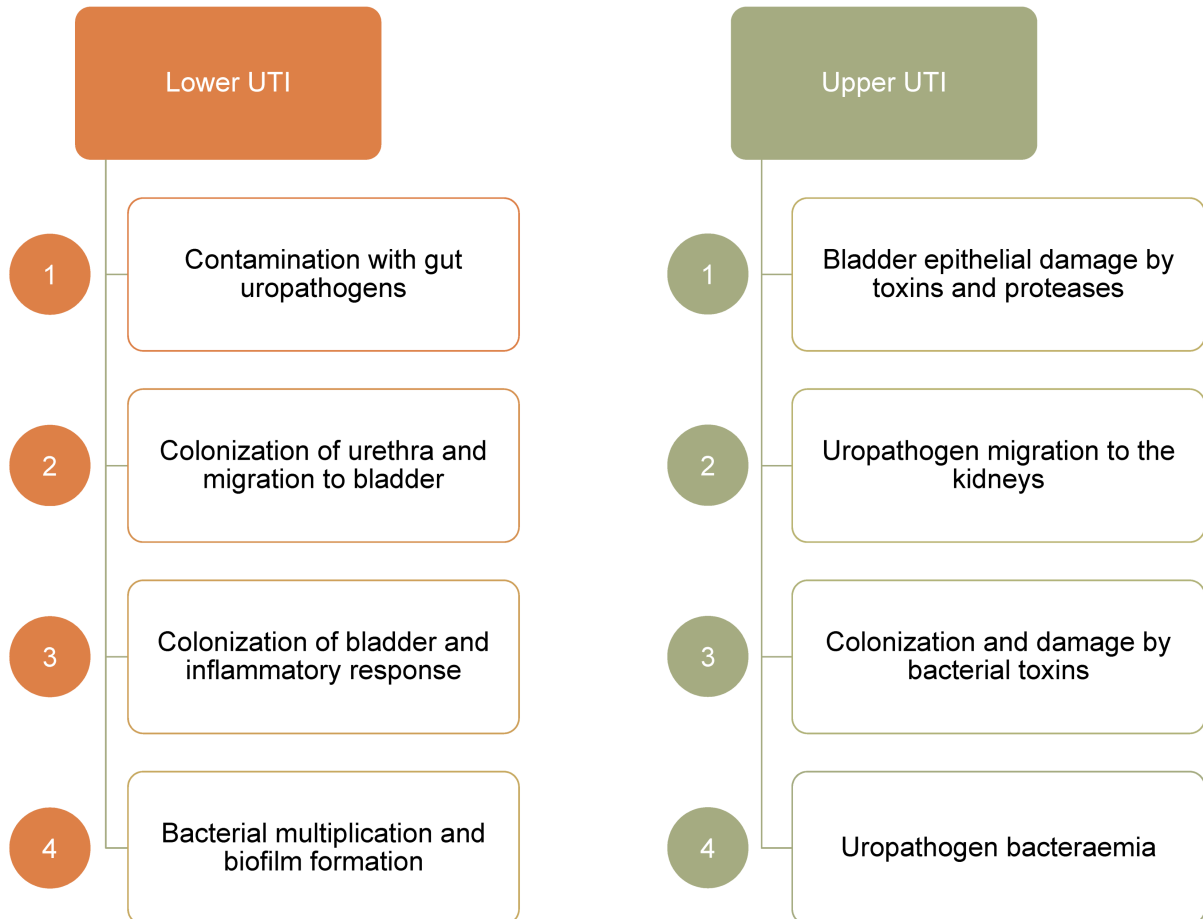 Lower UTI
1
Contamination with gut
uropathogens
2
Colonization of urethra and
migration to bladder
3
Colonization of bladder and
inflammatory response
4
Bacterial multiplication and
biofilm formation
Upper UTI
1
Bladder epithelial damage by
toxins and proteases
2
Uropathogen migration to the
kidneys
3
Colonization and damage by
bacterial toxins
4
Uropathogen bacteraemia